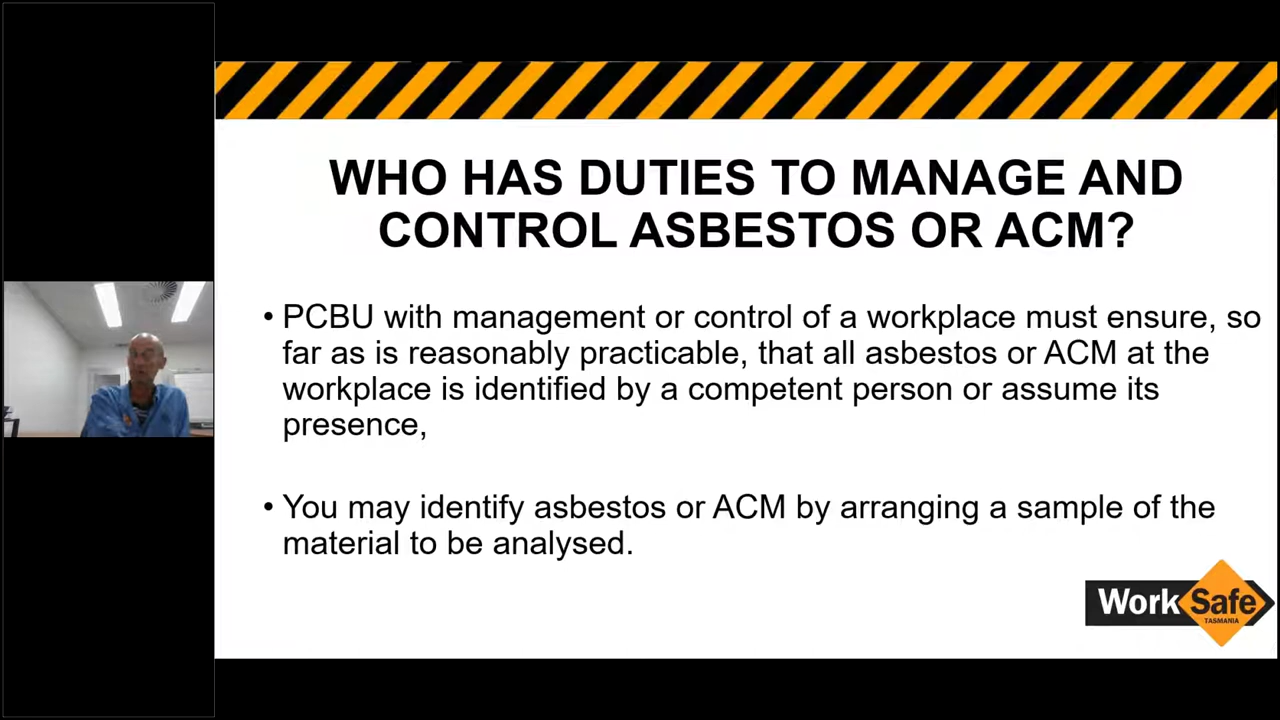 WHO HAS DUTIES TO MANAGE AND
CONTROL ASBESTOS OR ACM?
• PCBU with management or control of a workplace must ensure, so
far as is reasonably practicable, that all asbestos or ACM at the
workplace is identified by a competent person or assume its
presence,
• You may identify asbestos or ACM by arranging a sample of the
material to be analysed.
WorkSafe
TASMANIA